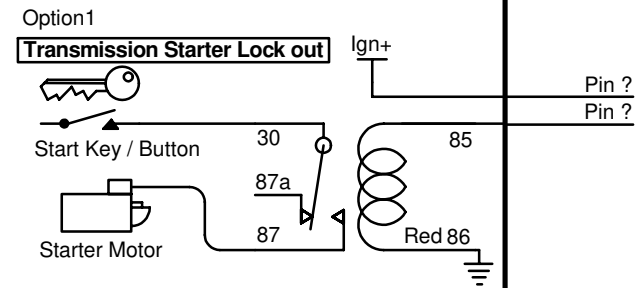 Option1
Transmission Starter Lock out
Ign+
Pin ?
Pin ?
Start Key / Button
30
85
87a
87
Red 86
Starter Motor